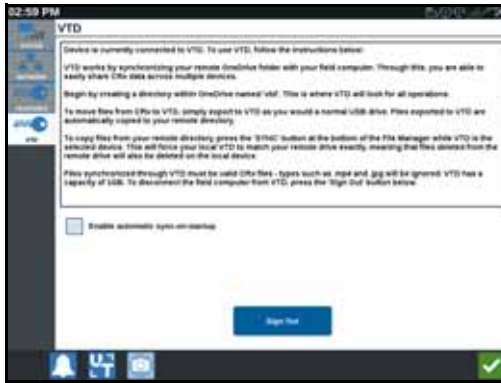 02:59 PM
VTD
Device is currently connected to VTD. To use VTD, follow the instructions below:
VTD works by synchronizing your remote OneDrive folder with your field computer. Through this, you are able to
easily share CRx data across multiple devices.
Begin by creating a directory within OneDrive named 'vtd'. This is where VTD will look for all operations.
To move files from CRx to VTD, simply export to VTD as you would a normal USB drive. Files exported to VTD are
automatically copied to your remote directory.
To copy files from your remote directory, press the 'SYNC' button at the bottom of the File Manager while VTD is the
selected device. This will force your local VTD to match your remote drive exactly, meaning that files deleted from the
remote drive will also be deleted on the local device.
Files synchronized through VTD must be valid CRx files - types such as .mp4 and .jpg will be ignored. VTD has a
capacity of 1GB. To disconnect the field computer from VTD, press the 'Sign Out' button below.
Enable automatic sync-on-startup
Sign Out
VTD
UT